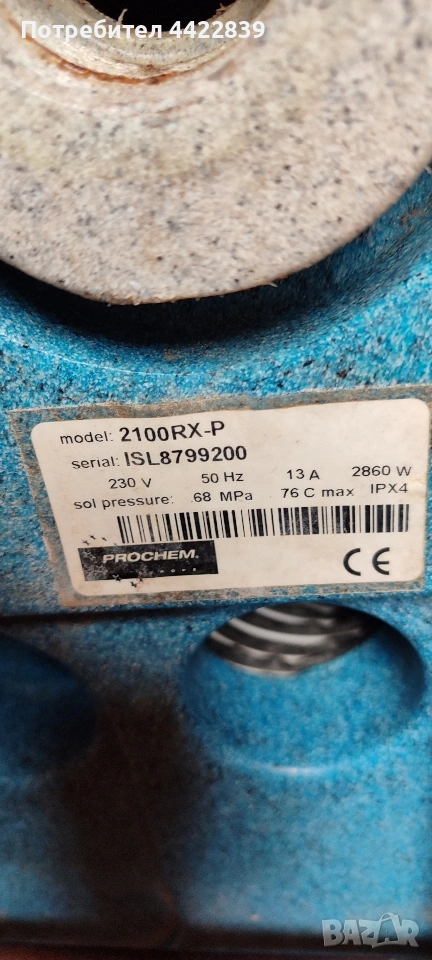 Потребител 4422839
model: 2100RX-P
serial: ISL8799200
230 V 50 Hz 13 A 2860 W
sol pressure: .68 MPa 76 C max IPX4
PROCHEM.
CE
BAZAR